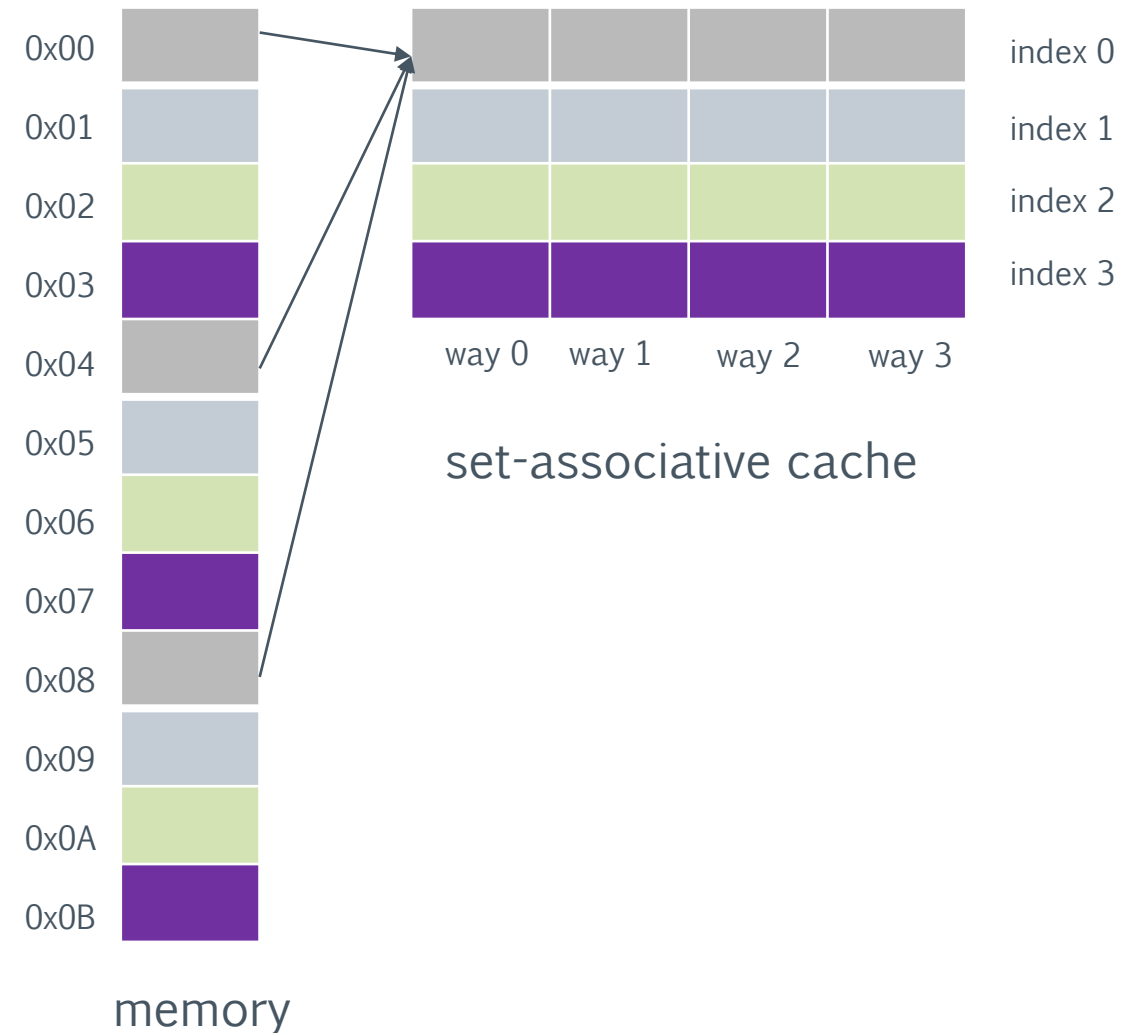 0x00
0x01
0x02
0x03
0x04
0x05
0x06
0x07
0x08
0x09
0x0A
0x0B
memory
index 0
index 1
index 2
index 3
way 0 way 1 way 2 way 3
set-associative cache